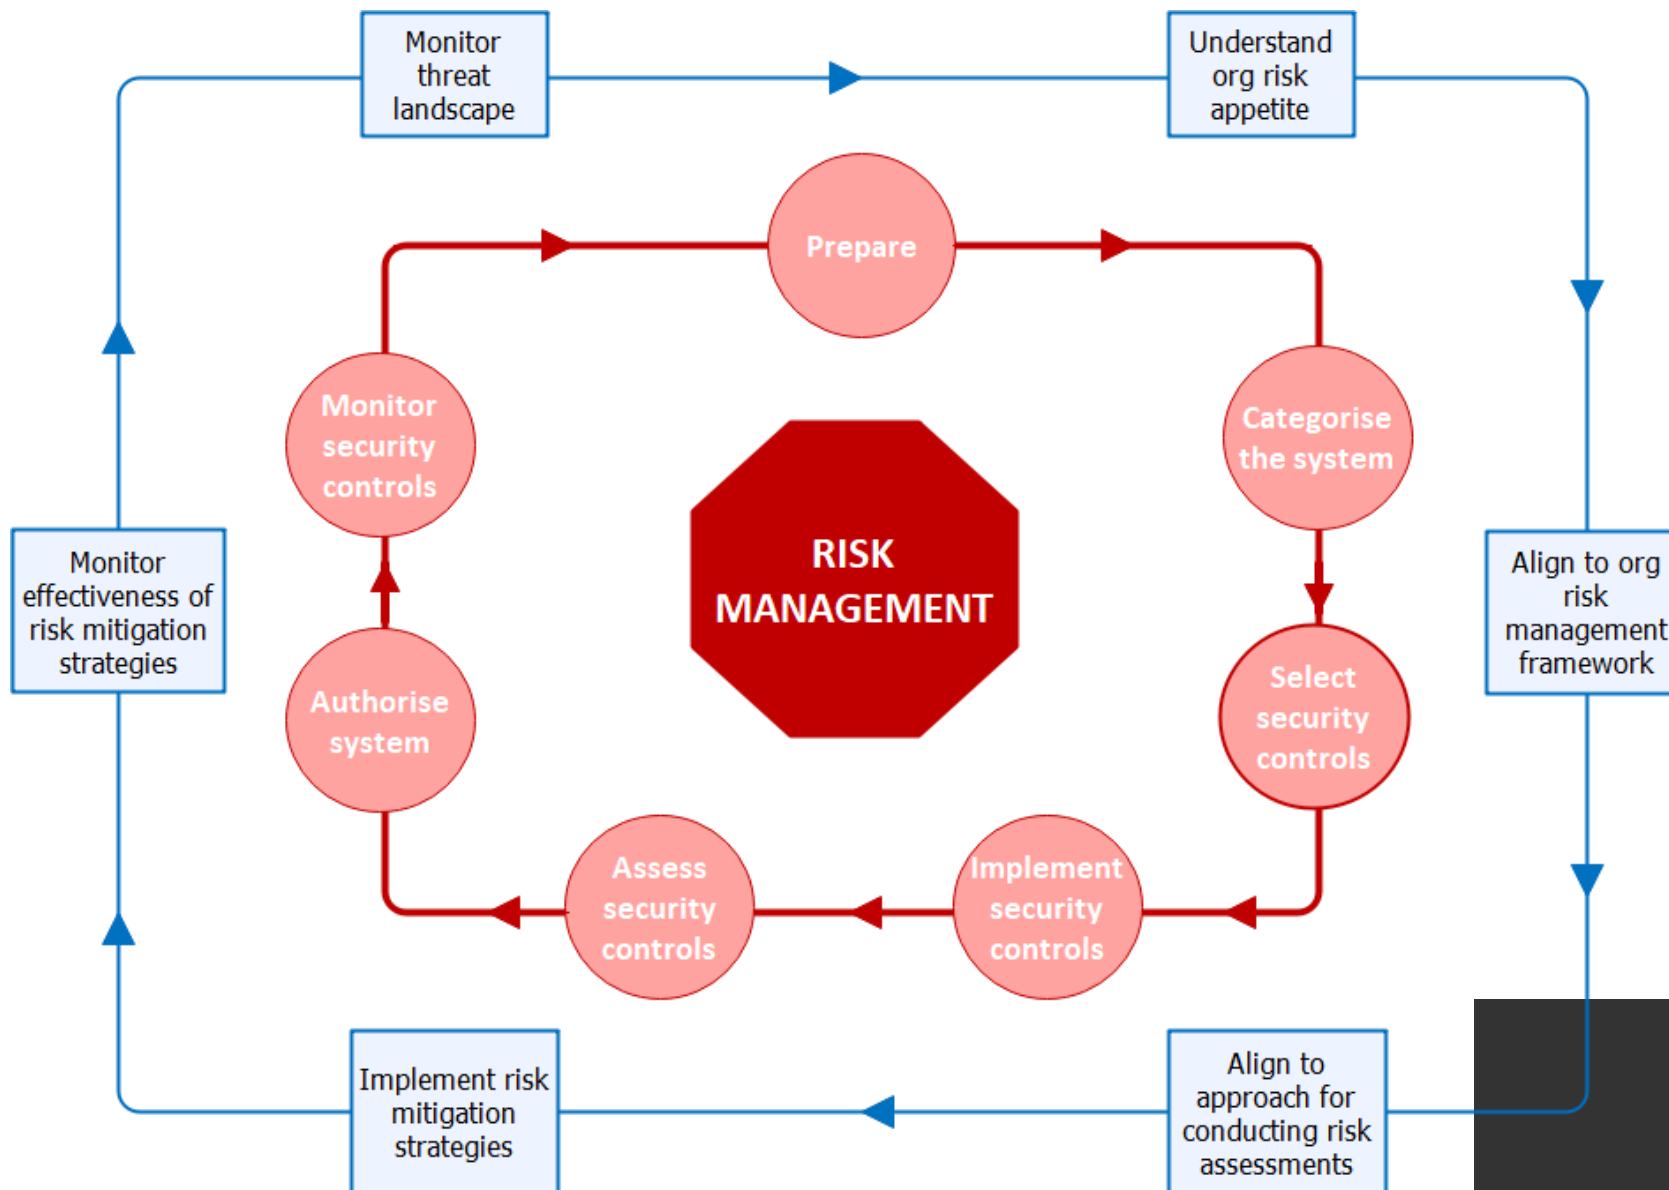 Monitor
threat
landscape
Understand
org risk
appetite
Prepare
Monitor
security
controls
Categorise
the system
RISK
MANAGEMENT
Monitor
effectiveness of
risk mitigation
strategies
Align to org
risk
management
framework
Authorise
system
Select
security
controls
Assess
security
controls
Implement
security
controls
Implement risk
mitigation
strategies
Align to
approach for
conducting risk
assessments